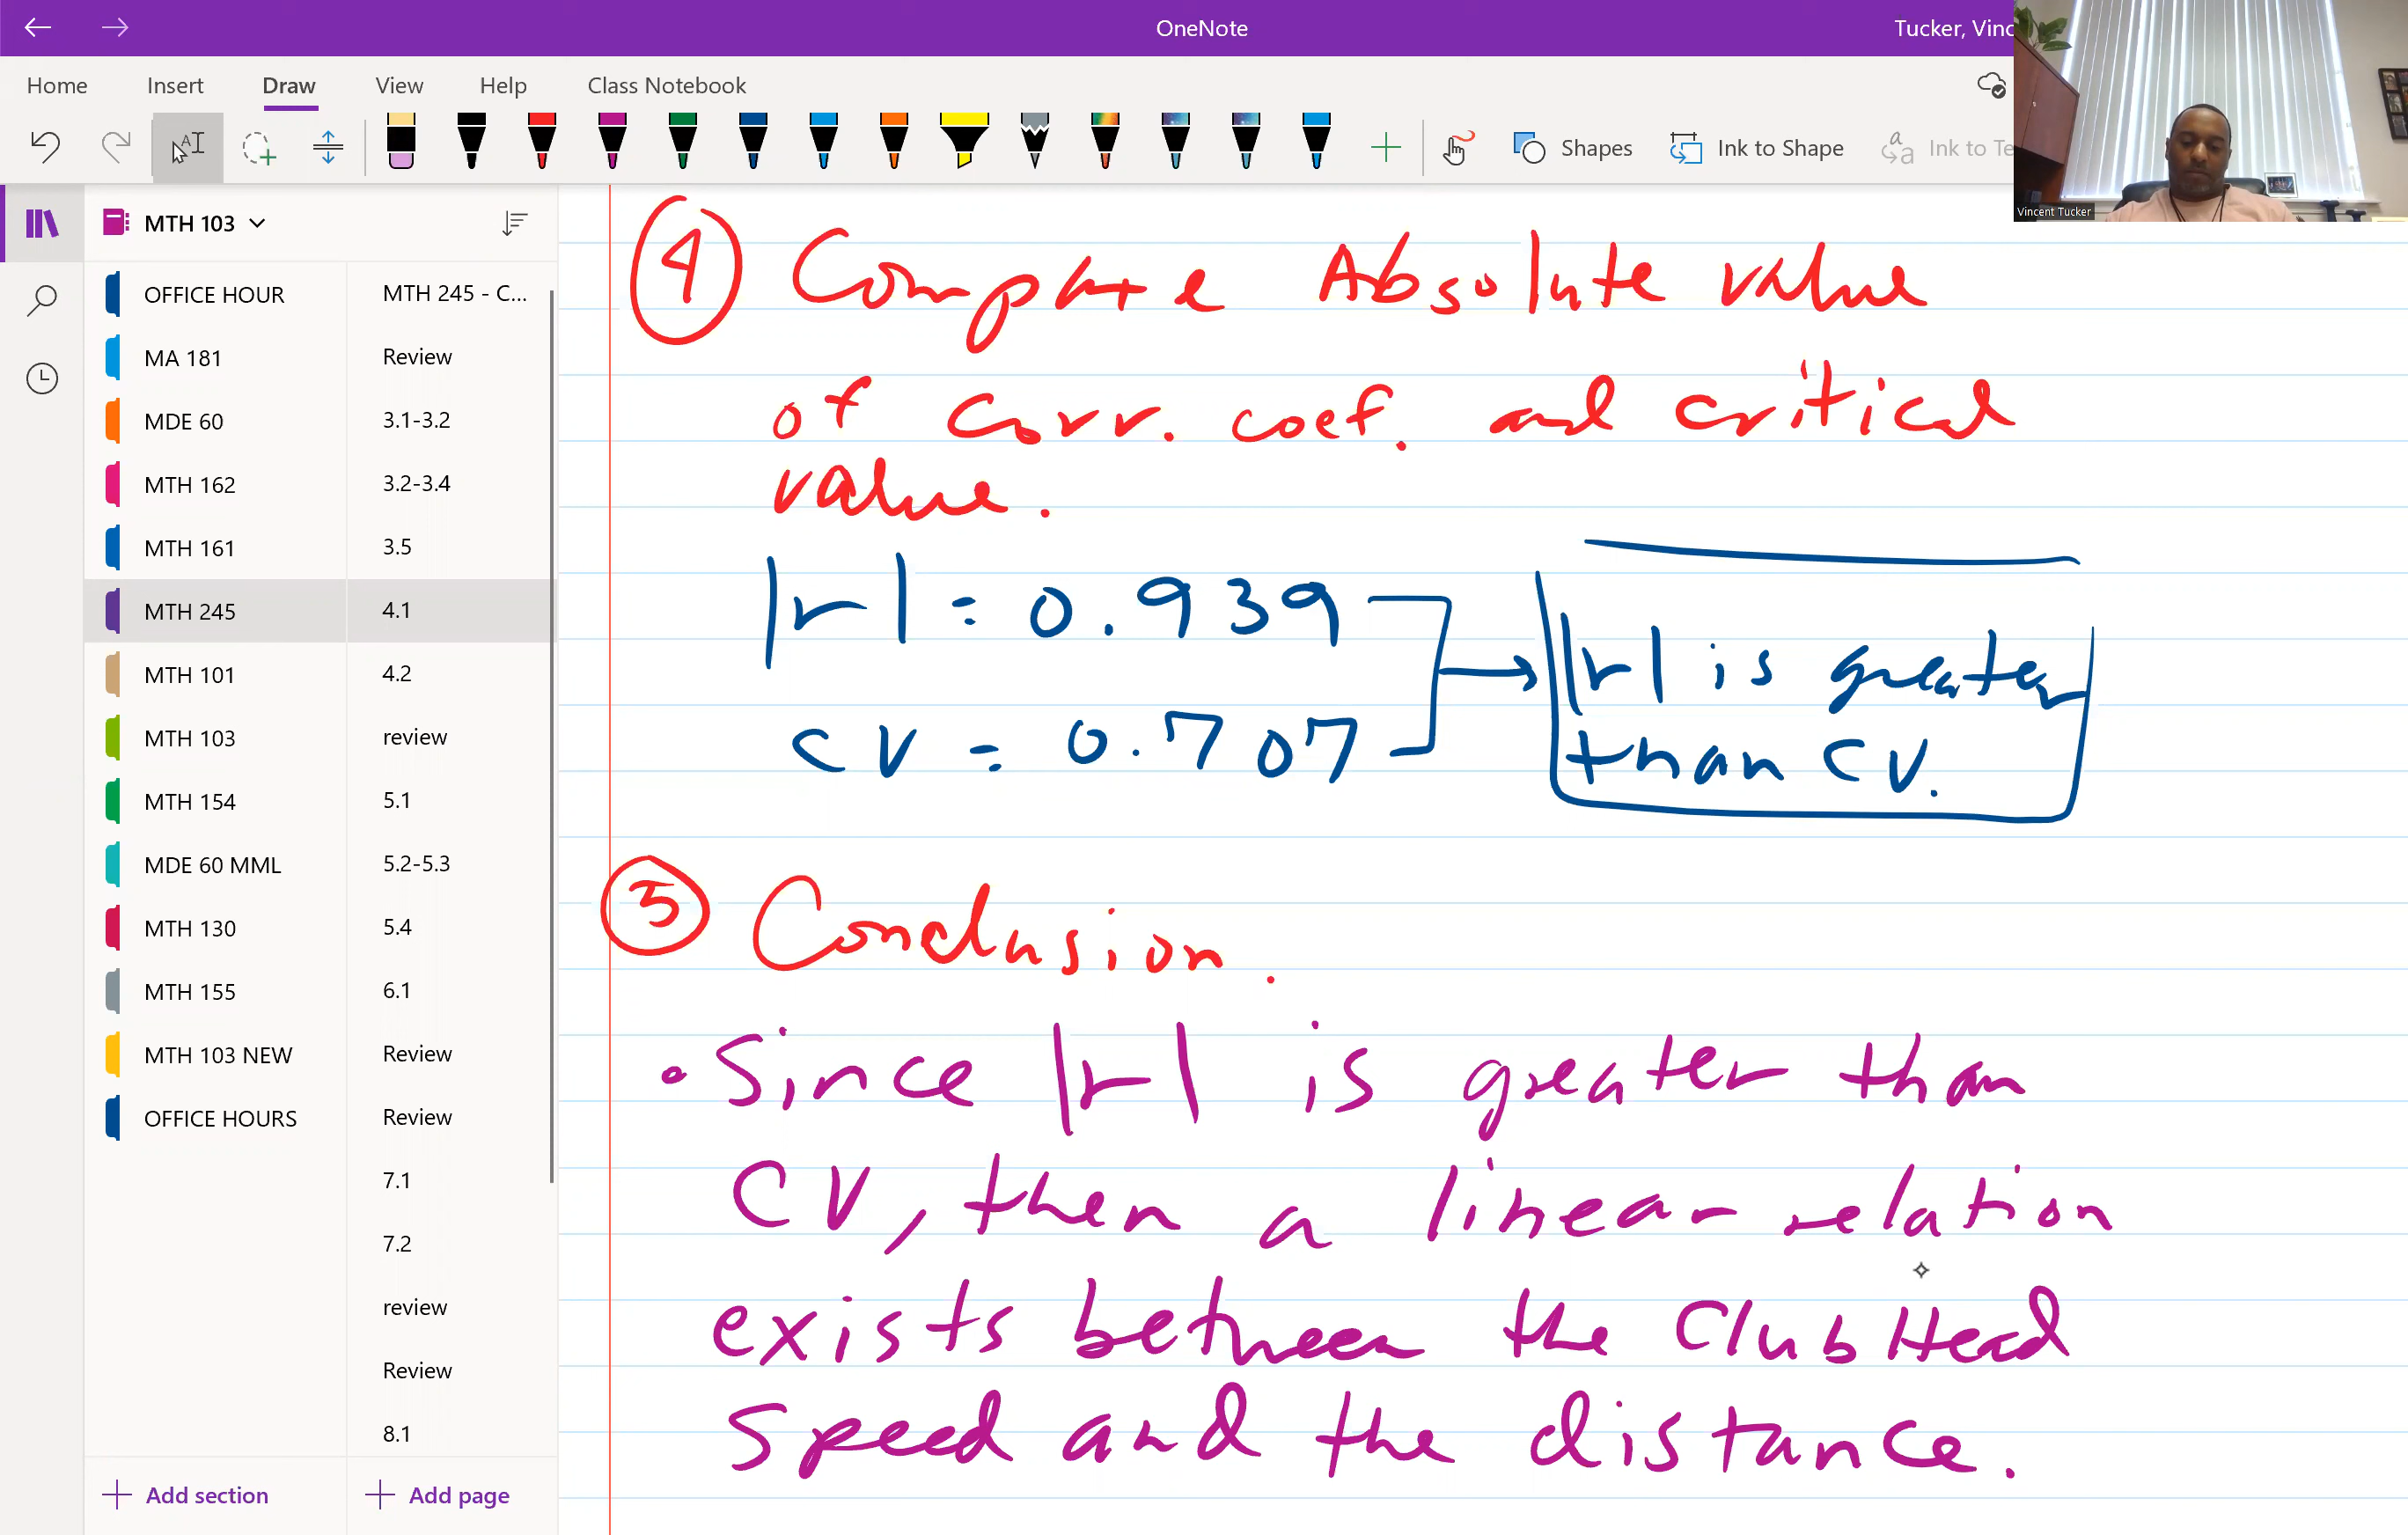 OneNote
Tucker, Vinc
Home Insert Draw View Help Class Notebook
Shapes Ink to Shape Ink to Te
Vincent Tucker
MTH 103
OFFICE HOUR
MA 181
MDE 60
MTH 162
MTH 161
MTH 245
MTH 101
MTH 103
MTH 154
MDE 60 MML
MTH 130
MTH 155
MTH 103 NEW
OFFICE HOURS
Add section
MTH 245 - C...
Review
3.1-3.2
3.2-3.4
3.5
4.1
4.2
review
5.1
5.2-5.3
5.4
6.1
Review
Review
7.1
7.2
review
Review
8.1
Add page
4 Compare Absolute value
of Corr. coef. and critical
value.
|r| = 0.939
CV = 0.707
|r| is greater
than CV.
5 Conclusion.
• Since |r| is greater than
CV, then a linear relation
exists between the Club Head
Speed and the distance.